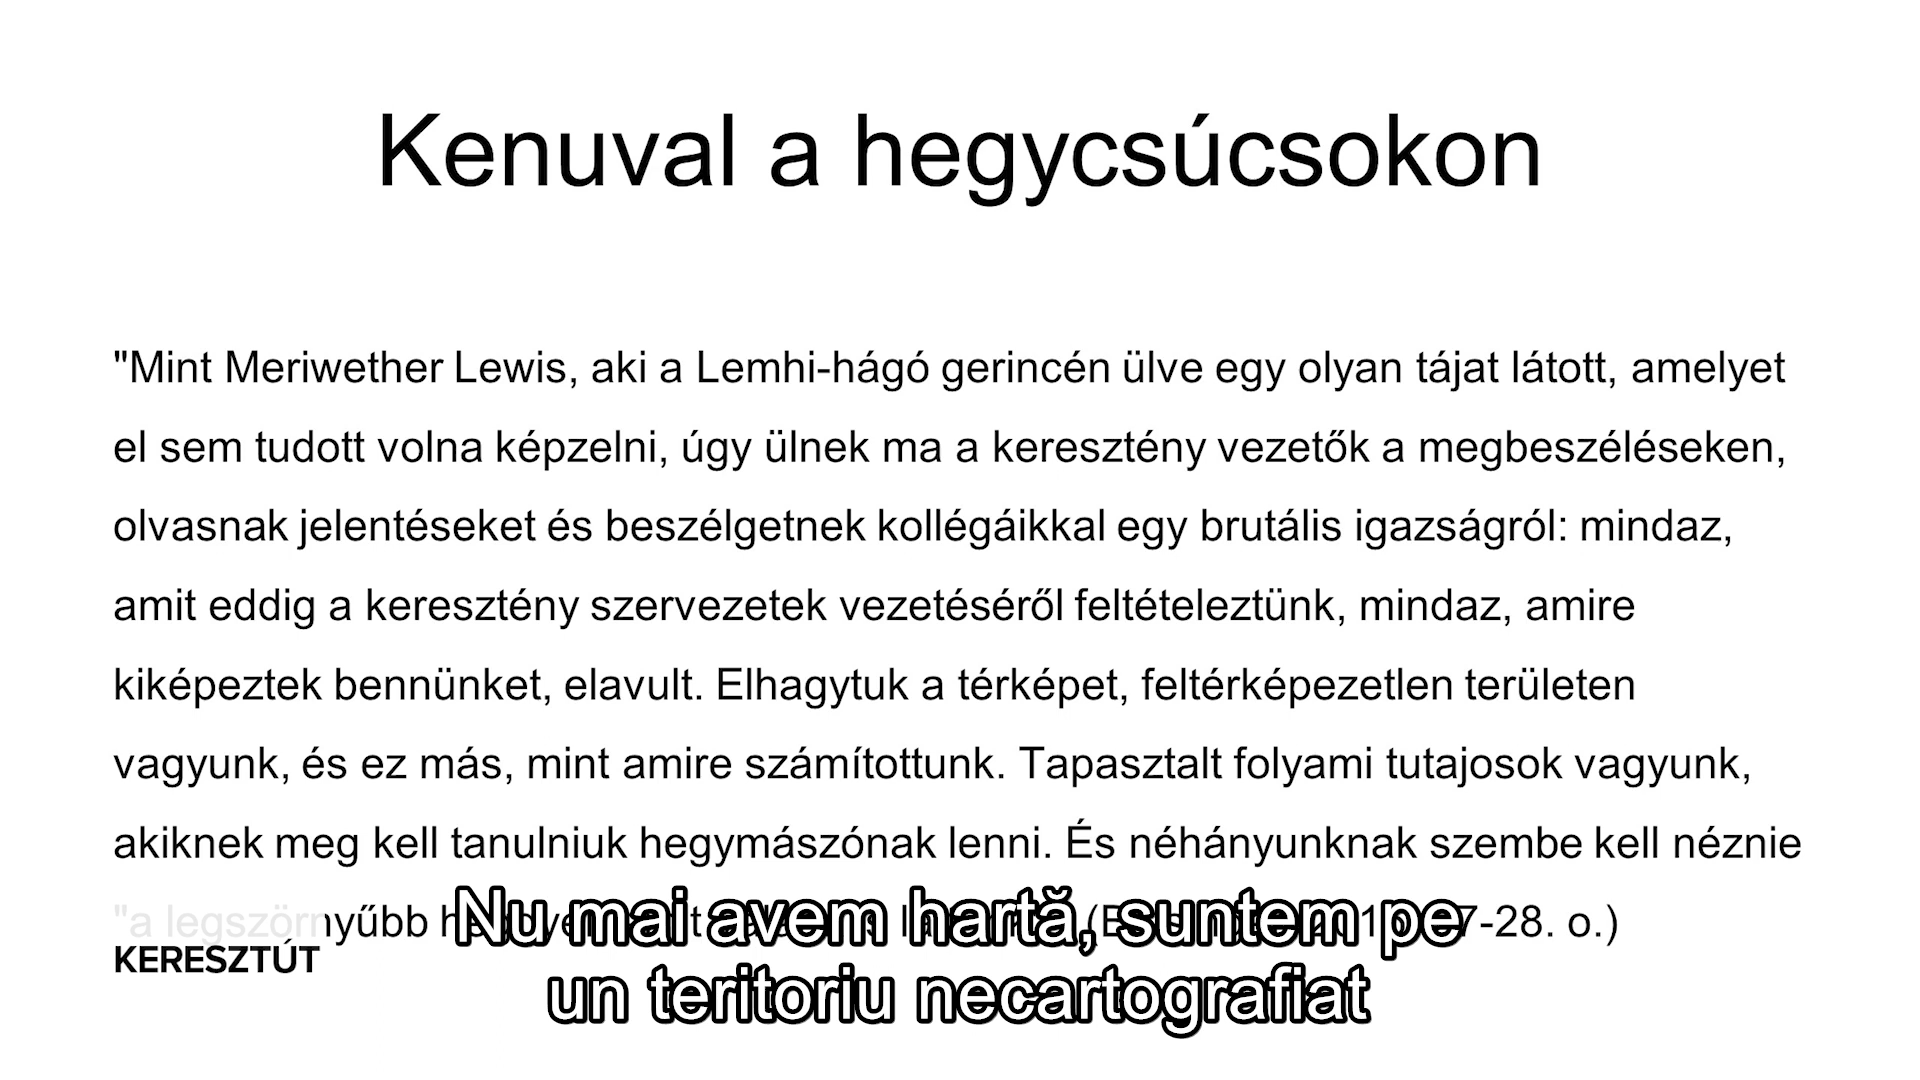 Kenuval a hegycsúcsokon
"Mint Meriwether Lewis, aki a Lemhi-hágó gerincén ülve egy olyan tájat látott, amelyet
el sem tudott volna képzelni, úgy ülnek ma a keresztény vezetők a megbeszéléseken,
olvasnak jelentéseket és beszélgetnek kollégáikkal egy brutális igazságról: mindaz,
amit eddig a keresztény szervezetek vezetéséről feltételeztünk, mindaz, amire
kiképeztek bennünket, elavult. Elhagytuk a térképet, feltérképezetlen területen
vagyunk, és ez más, mint amire számítottunk. Tapasztalt folyami tutajosok vagyunk,
akiknek meg kell tanulniuk hegymászónak lenni. És néhányunknak szembe kell néznie
"a legszörnyűbb 7-28. o.)
KERESZTÚT
Nu mai avem hartă, suntem pe
un teritoriu necartografiat